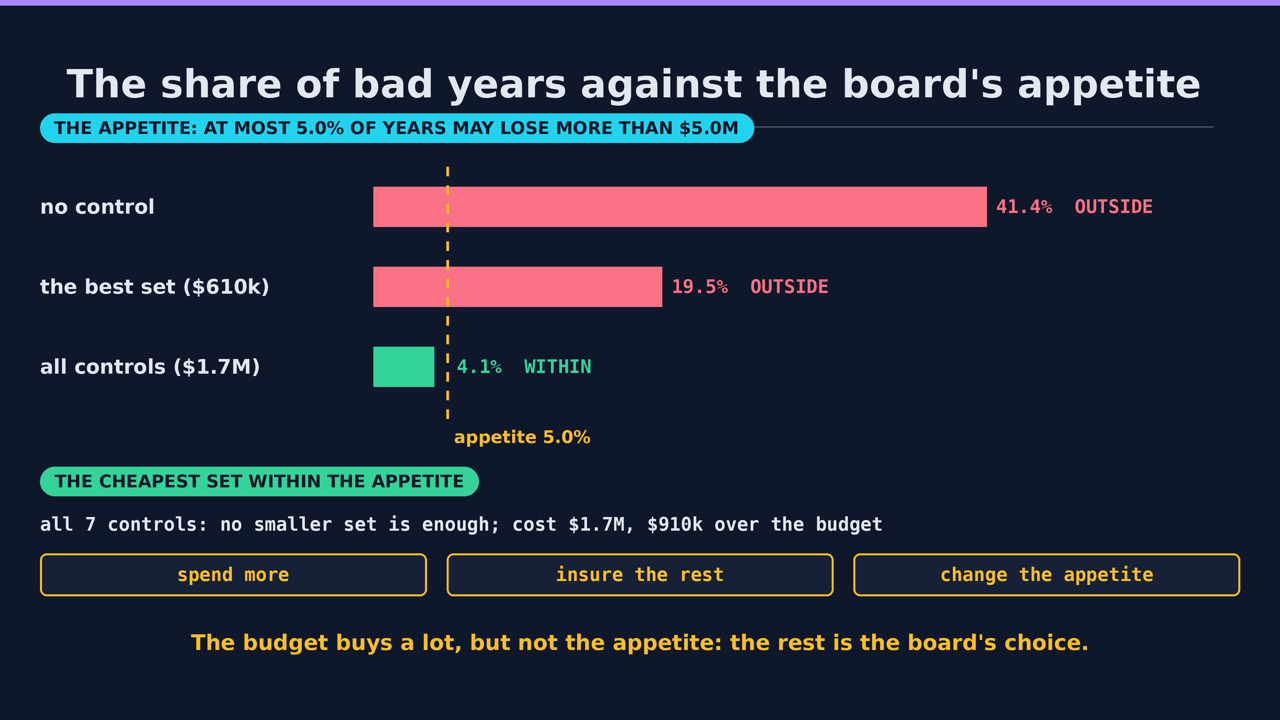 The share of bad years against the board's appetite
THE APPETITE: AT MOST 5.0% OF YEARS MAY LOSE MORE THAN $5.0M
no control
41.4%  OUTSIDE
the best set ($610k)
19.5%  OUTSIDE
all controls ($1.7M)
4.1%  WITHIN
appetite 5.0%
THE CHEAPEST SET WITHIN THE APPETITE
all 7 controls: no smaller set is enough; cost $1.7M, $910k over the budget
spend more
insure the rest
change the appetite
The budget buys a lot, but not the appetite: the rest is the board's choice.